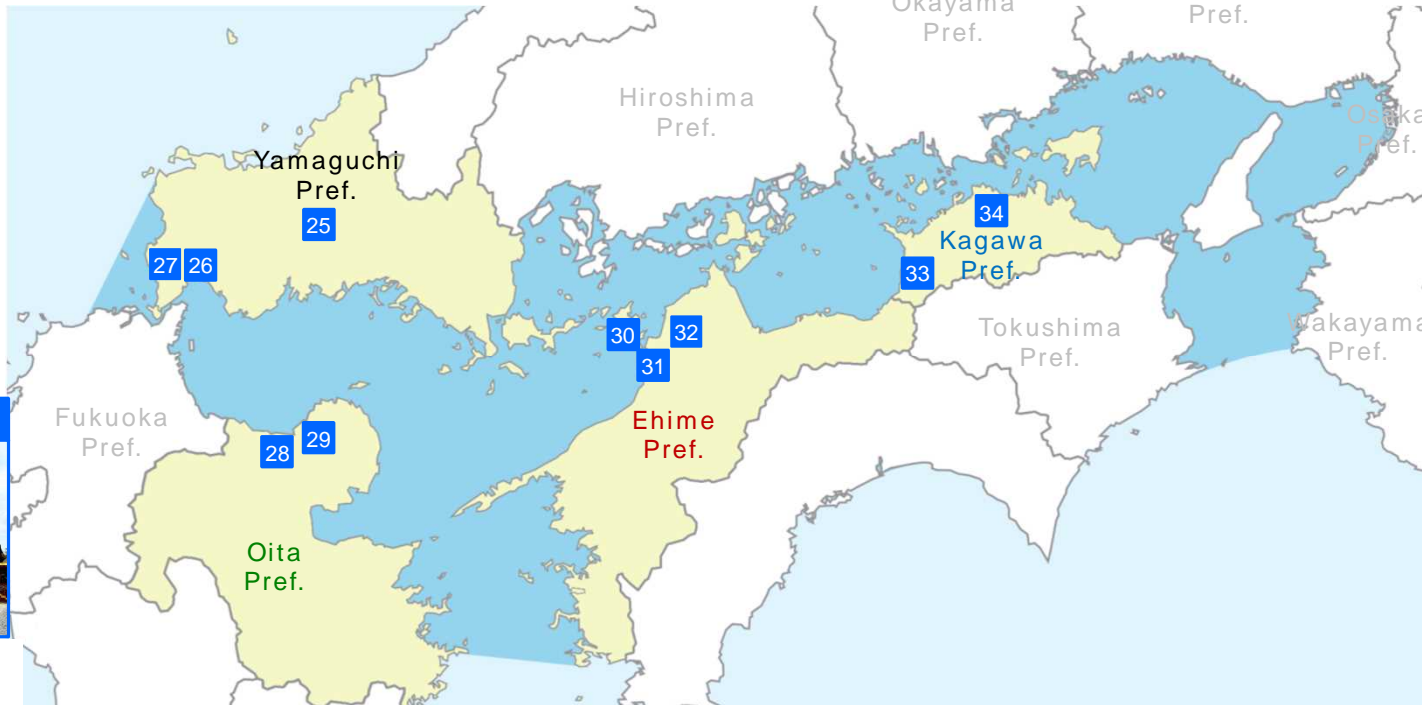 Okayama
Pref.
Pref.
Hiroshima
Pref.
Osaka
Pref.
Yamaguchi
Pref.
25
34
27
26
Kagawa
Pref.
33
30
32
31
Tokushima
Pref.
Wakayama
Pref.
Fukuoka
Pref.
Ehime
Pref.
29
28
Oita
Pref.